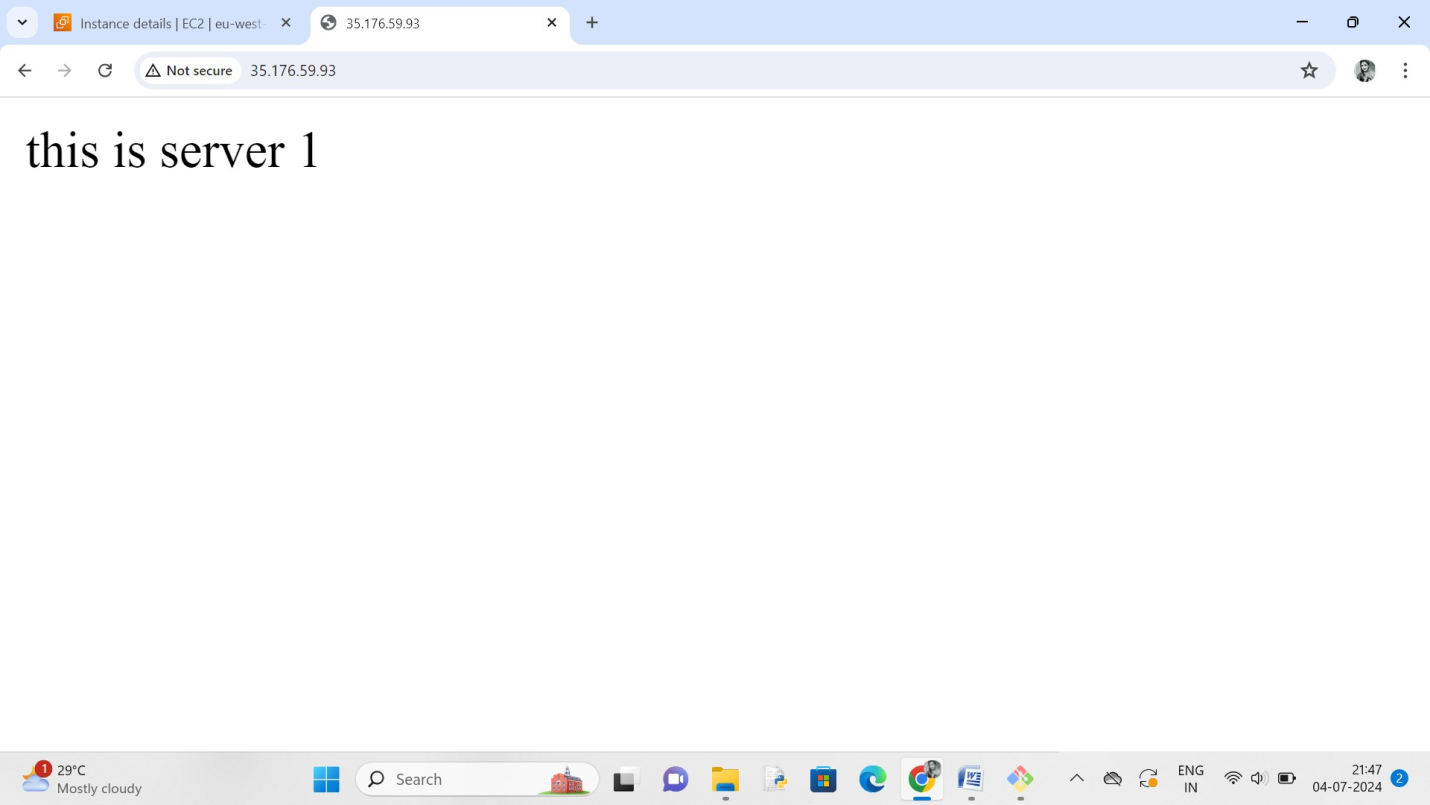 Instance details | EC2 | eu-west-
35.176.59.93
Not secure
35.176.59.93
this is server 1
1
29°C
Mostly cloudy
Search
ENG
IN
21:47
04-07-2024
2